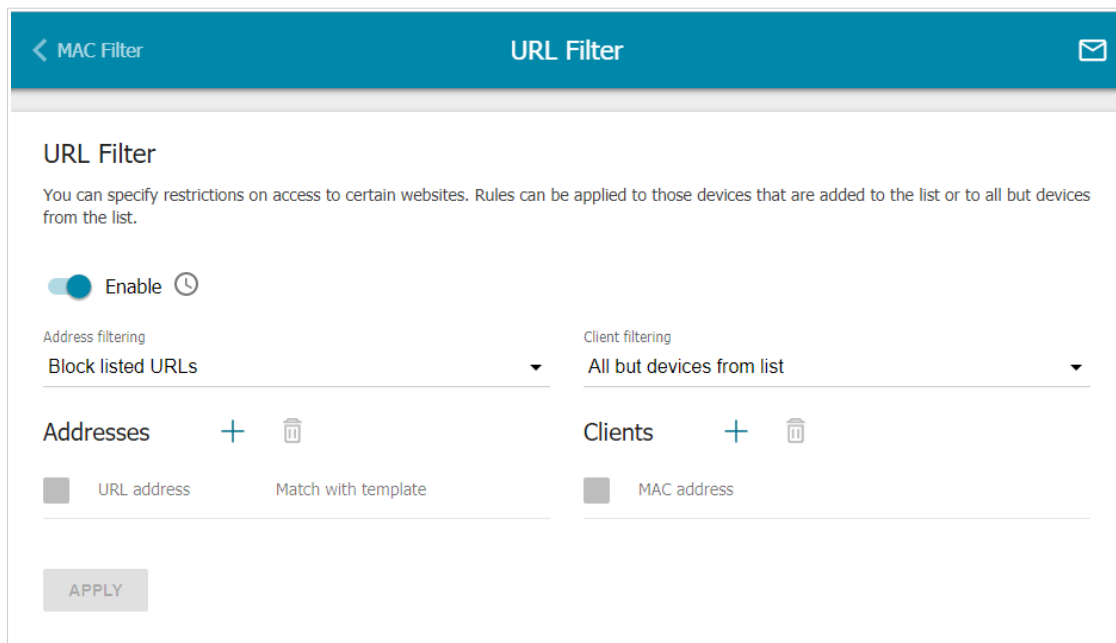 MAC Filter
URL Filter
URL Filter
You can specify restrictions on access to certain websites. Rules can be applied to those devices that are added to the list or to all but devices
from the list.
Enable
Address filtering
Block listed URLs
Client filtering
All but devices from list
Addresses
URL address Match with template
Clients
MAC address
APPLY